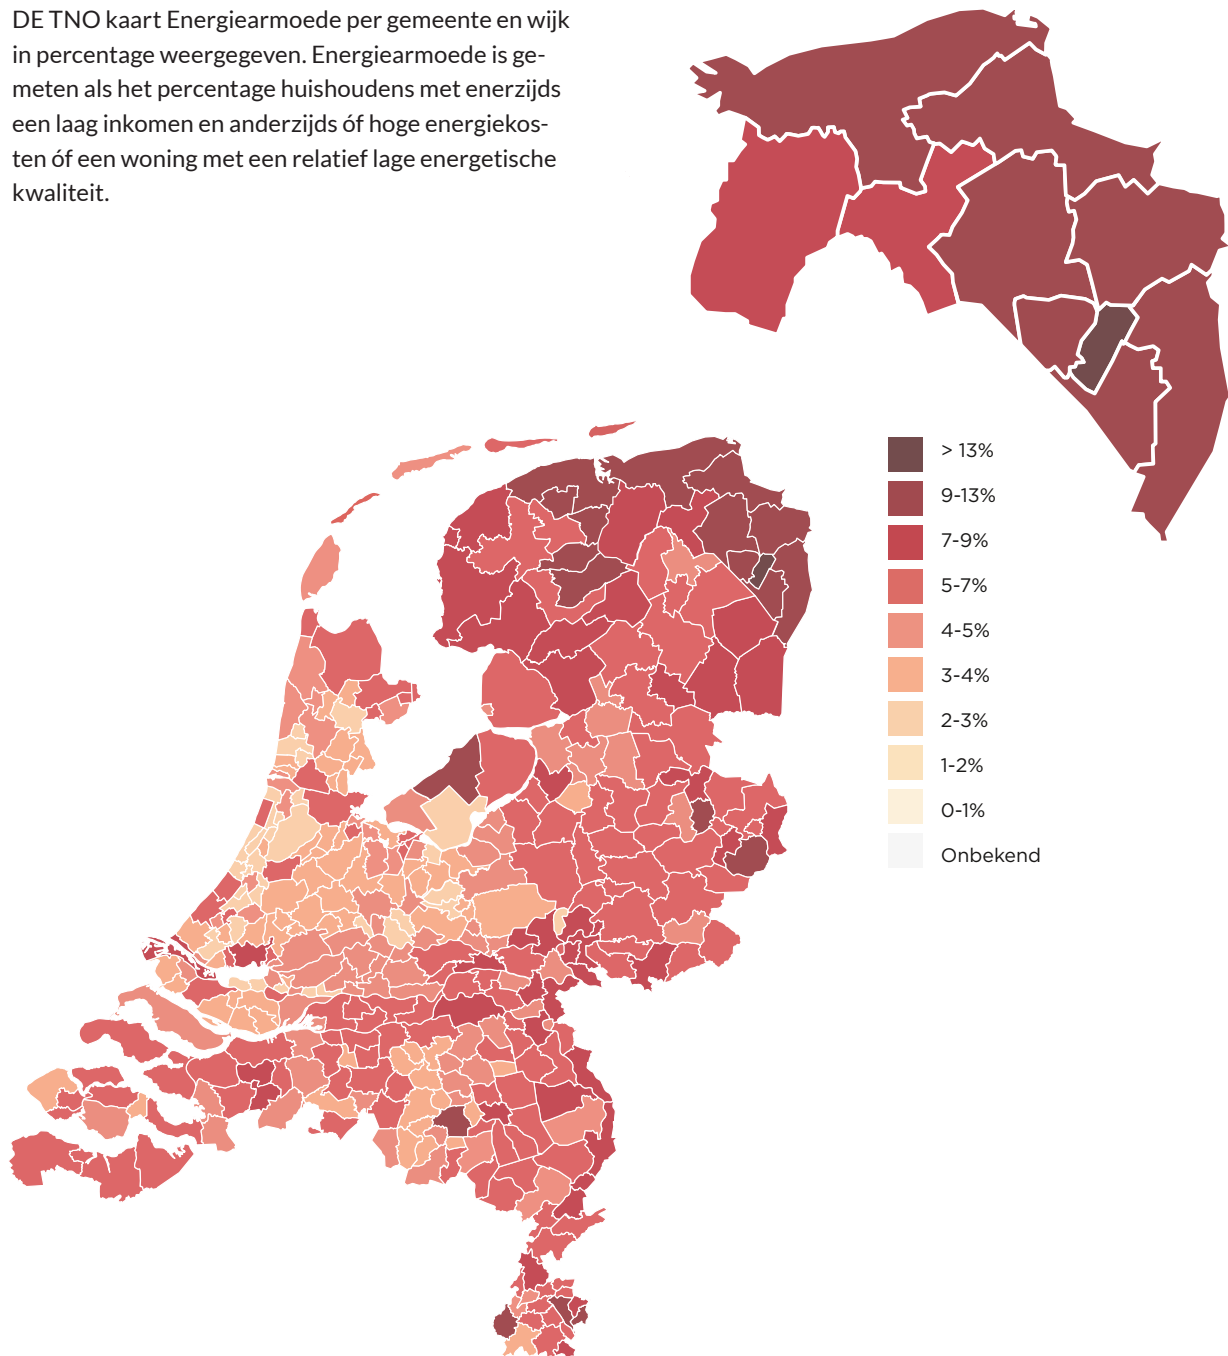 DE TNO kaart Energiearmoede per gemeente en wijk
in percentage weergegeven. Energiearmoede is ge-
meten als het percentage huishoudens met enerzijds
een laag inkomen en anderzijds óf hoge energiekos-
ten óf een woning met een relatief lage energetische
kwaliteit.
> 13%
9-13%
7-9%
5-7%
4-5%
3-4%
2-3%
1-2%
0-1%
Onbekend